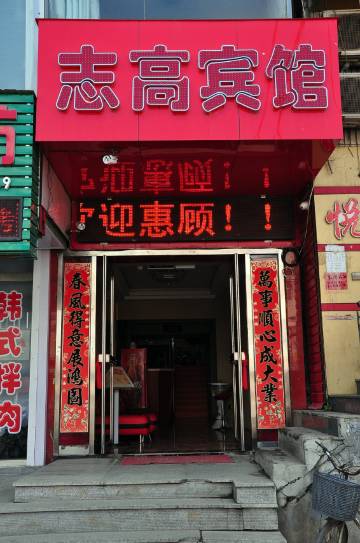 志高宾馆
欢迎惠顾！！
萬事順心成大業
春風得意展鴻圖
韩式拌肉
悦